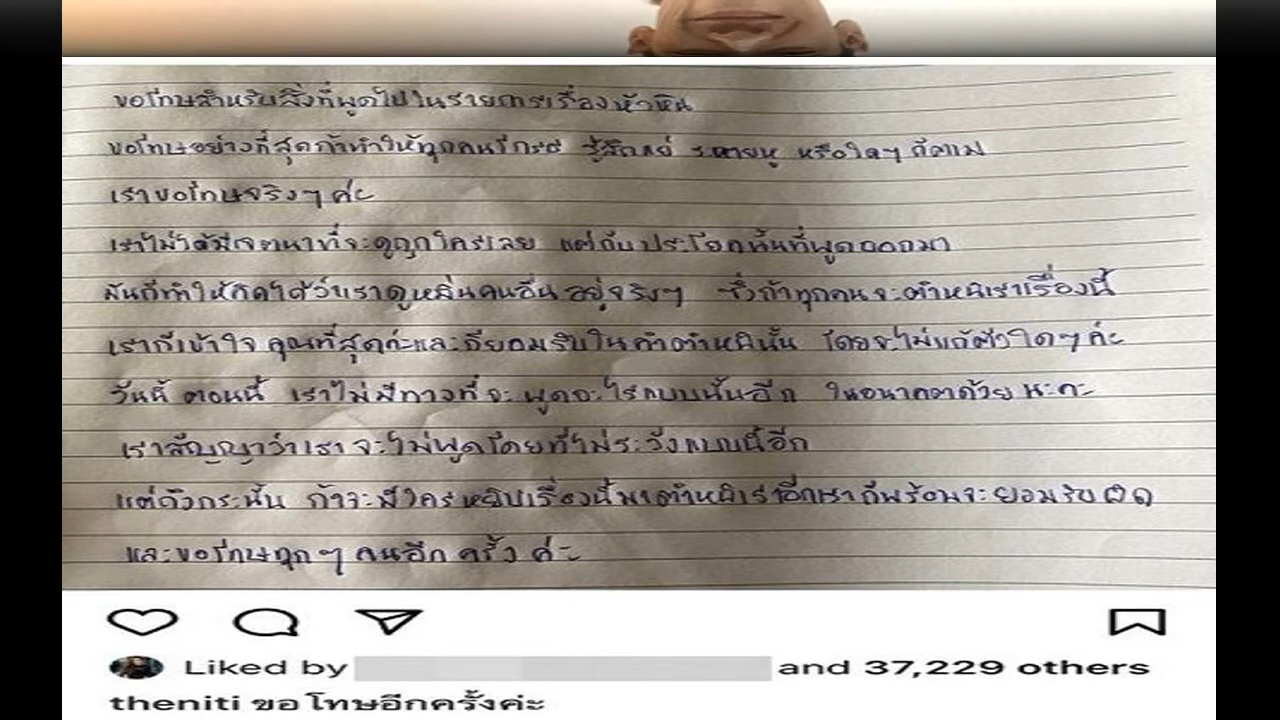 ขอโทษสำหรับสิ่งที่พูดไปในรายการเรื่องหัวหิน
ขอโทษอย่างที่สุดถ้าทำให้ทุกคนรู้สึกแย่ ระคายหู หรือใดๆ ก็ตาม
เราขอโทษจริงๆ ค่ะ
เราไม่ได้มีเจตนาที่จะดูถูกใครเลย แต่กับประโยคนั้นที่พูดออกมา
มันก็ทำให้คิดได้ว่าเราดูหมิ่นคนอื่นอยู่จริงๆ ซึ่งถ้าทุกคนจะตำหนิเราเรื่องนี้
เราก็เข้าใจคุณที่สุดค่ะและก็ยอมรับในคำตำหนินั้น โดยจะไม่แก้ตัวใดๆ ค่ะ
วันนี้ ตอนนี้ เราไม่มีทางที่จะพูดอะไรแบบนั้นอีก ในอนาคตด้วยนะคะ
เราสัญญาว่าเราจะไม่พูดโดยที่ไม่ระวังแบบนี้อีก
แต่ถึงกระนั้น ถ้าจะมีใครหยิบเรื่องนี้มาตำหนิเราอีกเราก็พร้อมจะยอมรับผิด
และขอโทษทุกๆ คนอีกครั้งค่ะ
Liked by and 37,229 others
theniti ขอโทษอีกครั้งค่ะ